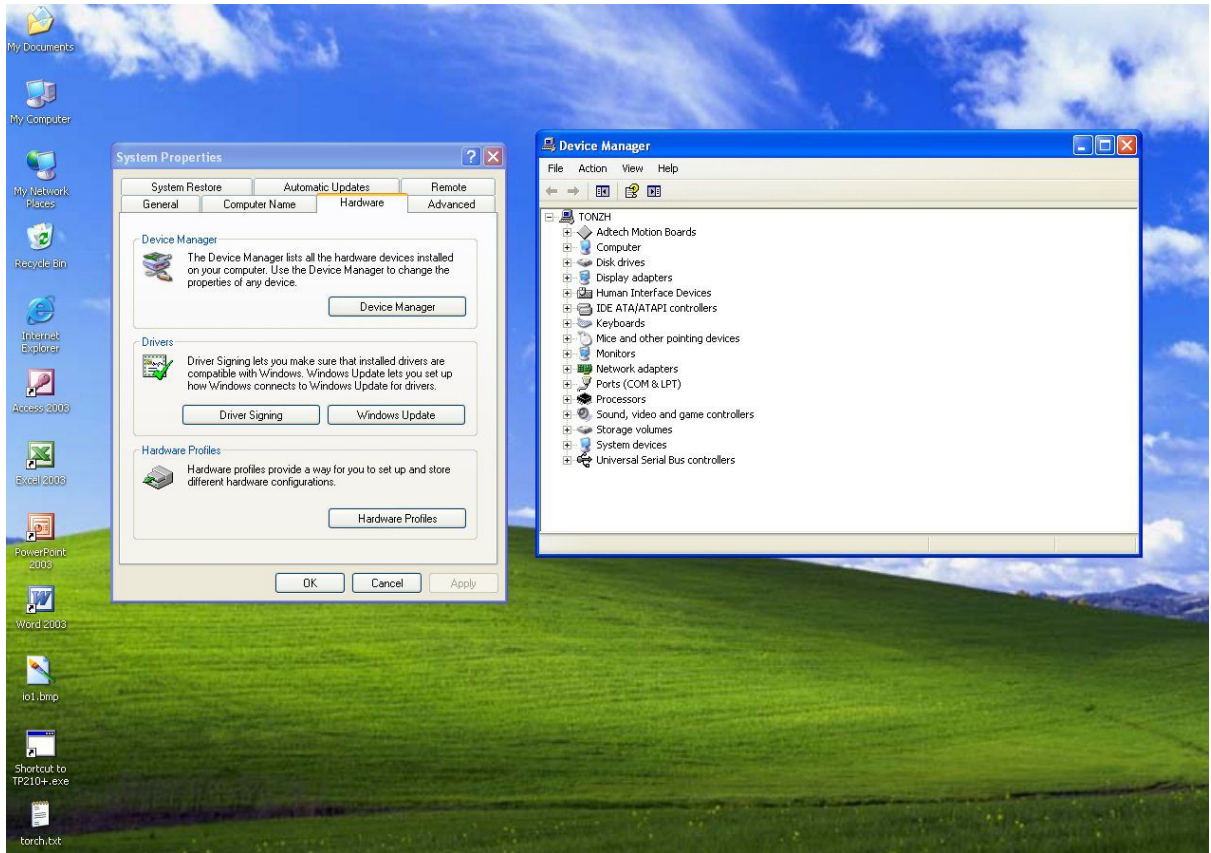 My Documents
My Computer
My Network
Places
Recycle Bin
Internet
Explorer
Access 2003
Excel 2003
PowerPoint
2003
Word 2003
io1.bmp
Shortcut to
TP210+.exe
torch.txt
System Properties
System Restore Automatic Updates Remote
General Computer Name Hardware Advanced
Device Manager
The Device Manager lists all the hardware devices installed
on your computer. Use the Device Manager to change the
properties of any device.
Device Manager
Drivers
Driver Signing lets you make sure that installed drivers are
compatible with Windows. Windows Update lets you set up
how Windows connects to Windows Update for drivers.
Driver Signing Windows Update
Hardware Profiles
Hardware profiles provide a way for you to set up and store
different hardware configurations.
Hardware Profiles
OK Cancel Apply
Device Manager
File Action View Help
TONZH
Adtech Motion Boards
Computer
Disk drives
Display adapters
Human Interface Devices
IDE ATA/ATAPI controllers
Keyboards
Mice and other pointing devices
Monitors
Network adapters
Ports (COM & LPT)
Processors
Sound, video and game controllers
Storage volumes
System devices
Universal Serial Bus controllers